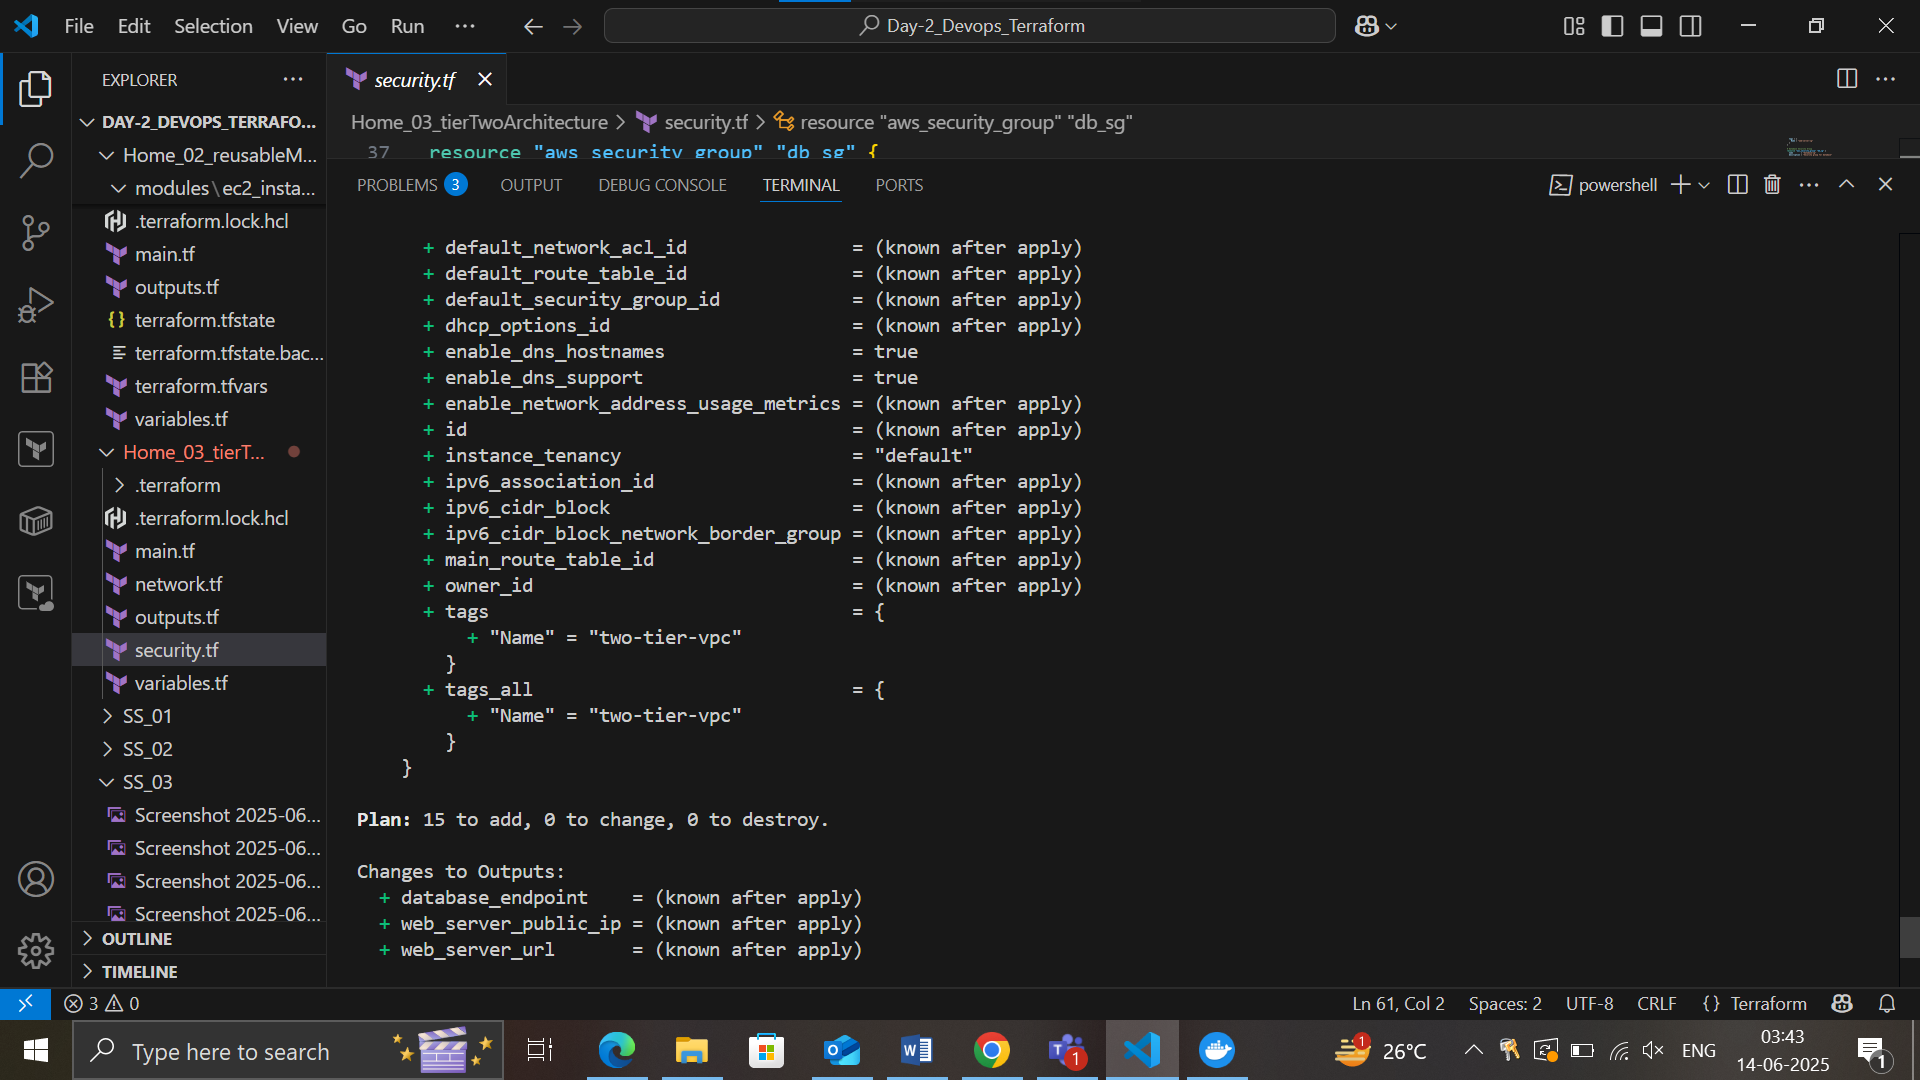 File Edit Selection View Go Run ···
Day-2_Devops_Terraform
EXPLORER
DAY-2_DEVOPS_TERRAFO...
Home_02_reusableM...
modules\ec2_insta...
.terraform.lock.hcl
main.tf
outputs.tf
terraform.tfstate
terraform.tfstate.bac...
terraform.tfvars
variables.tf
Home_03_tierT...
.terraform
.terraform.lock.hcl
main.tf
network.tf
outputs.tf
security.tf
variables.tf
SS_01
SS_02
SS_03
Screenshot 2025-06...
Screenshot 2025-06...
Screenshot 2025-06...
Screenshot 2025-06...
OUTLINE
TIMELINE
security.tf
Home_03_tierTwoArchitecture > security.tf > resource "aws_security_group" "db_sg"
37 resource "aws_security_group" "db_sg" {
PROBLEMS 3 OUTPUT DEBUG CONSOLE TERMINAL PORTS
powershell
+ default_network_acl_id = (known after apply)
+ default_route_table_id = (known after apply)
+ default_security_group_id = (known after apply)
+ dhcp_options_id = (known after apply)
+ enable_dns_hostnames = true
+ enable_dns_support = true
+ enable_network_address_usage_metrics = (known after apply)
+ id = (known after apply)
+ instance_tenancy = "default"
+ ipv6_association_id = (known after apply)
+ ipv6_cidr_block = (known after apply)
+ ipv6_cidr_block_network_border_group = (known after apply)
+ main_route_table_id = (known after apply)
+ owner_id = (known after apply)
+ tags = {
+ "Name" = "two-tier-vpc"
}
+ tags_all = {
+ "Name" = "two-tier-vpc"
}
}
Plan: 15 to add, 0 to change, 0 to destroy.
Changes to Outputs:
+ database_endpoint = (known after apply)
+ web_server_public_ip = (known after apply)
+ web_server_url = (known after apply)
3 0
Ln 61, Col 2 Spaces: 2 UTF-8 CRLF {} Terraform
Type here to search
1
1
26°C
ENG
03:43
14-06-2025
1